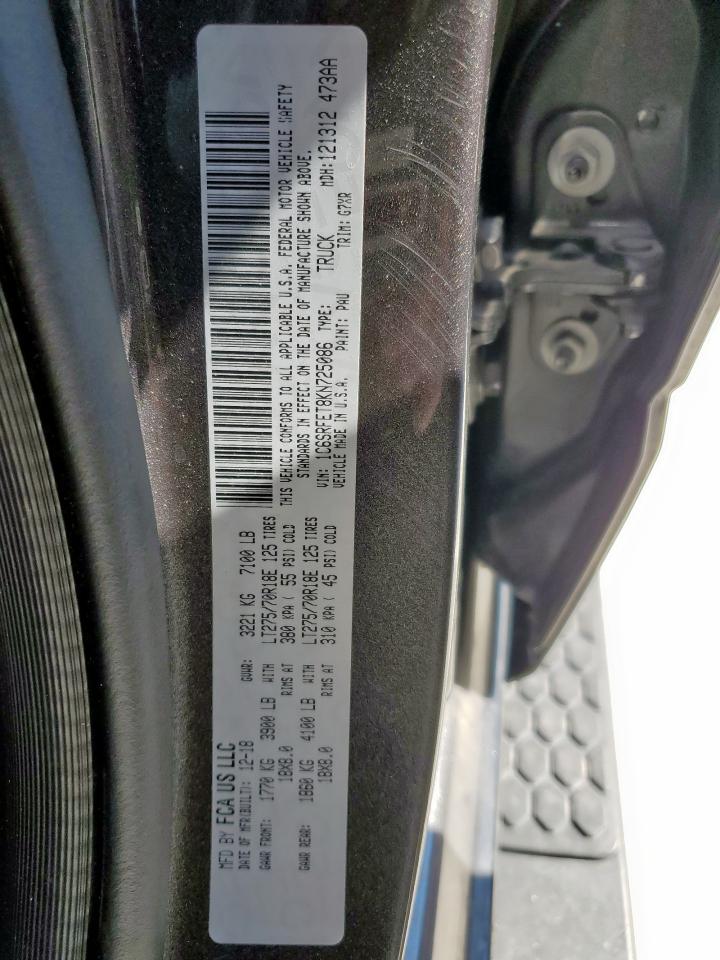 MFD BY FCA US LLC
DATE OF MFR(BUILT): 12-18 GVWR: 3221 KG 7100 LB
GAWR FRONT: 1770 KG 3900 LB WITH LT275/70R18E 125 TIRES
18X8.0 RIMS AT 380 KPA( 55 PSI) COLD
GAWR REAR: 1860 KG 4100 LB WITH LT275/70R18E 125 TIRES
18X8.0 RIMS AT 310 KPA( 45 PSI) COLD
THIS VEHICLE CONFORMS TO ALL APPLICABLE U.S.A. FEDERAL MOTOR VEHICLE SAFETY
STANDARDS IN EFFECT ON THE DATE OF MANUFACTURE SHOWN ABOVE.
VIN: 1C6SRFET8KN725086 TYPE: TRUCK MDH:121312 473AA
VEHICLE MADE IN U.S.A. PAINT: PAU TRIM: G7XR